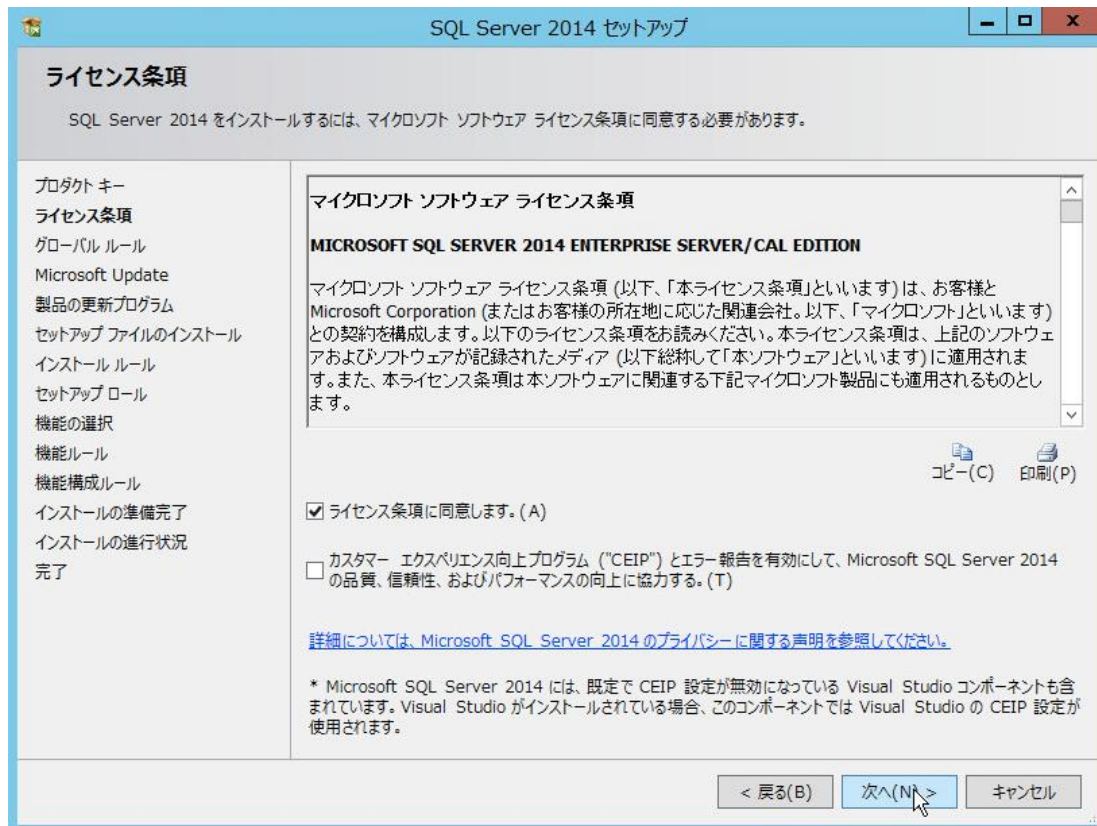 SQL Server 2014 セットアップ
ライセンス条項
SQL Server 2014 をインストールするには、マイクロソフト ソフトウェア ライセンス条項に同意する必要があります。
プロダクト キー
ライセンス条項
グローバル ルール
Microsoft Update
製品の更新プログラム
セットアップ ファイルのインストール
インストール ルール
セットアップ ロール
機能の選択
機能ルール
機能構成ルール
インストールの準備完了
インストールの進行状況
完了
マイクロソフト ソフトウェア ライセンス条項
MICROSOFT SQL SERVER 2014 ENTERPRISE SERVER/CAL EDITION
マイクロソフト ソフトウェア ライセンス条項 (以下、「本ライセンス条項」といいます) は、お客様と
Microsoft Corporation (またはお客様の所在地に応じた関連会社。以下、「マイクロソフト」といいます)
との契約を構成します。以下のライセンス条項をお読みください。本ライセンス条項は、上記のソフトウェ
アおよびソフトウェアが記録されたメディア (以下総称して「本ソフトウェア」といいます) に適用されま
す。また、本ライセンス条項は本ソフトウェアに関連する下記マイクロソフト製品にも適用されるものとし
ます。
コピー(C) 印刷(P)
ライセンス条項に同意します。(A)
カスタマー エクスペリエンス向上プログラム ("CEIP") とエラー報告を有効にして、Microsoft SQL Server 2014
の品質、信頼性、およびパフォーマンスの向上に協力する。(T)
詳細については、Microsoft SQL Server 2014 のプライバシーに関する声明を参照してください。
* Microsoft SQL Server 2014 には、既定で CEIP 設定が無効になっている Visual Studio コンポーネントも含
まれています。Visual Studio がインストールされている場合、このコンポーネントでは Visual Studio の CEIP 設定が
使用されます。
< 戻る(B) 次へ(N) > キャンセル